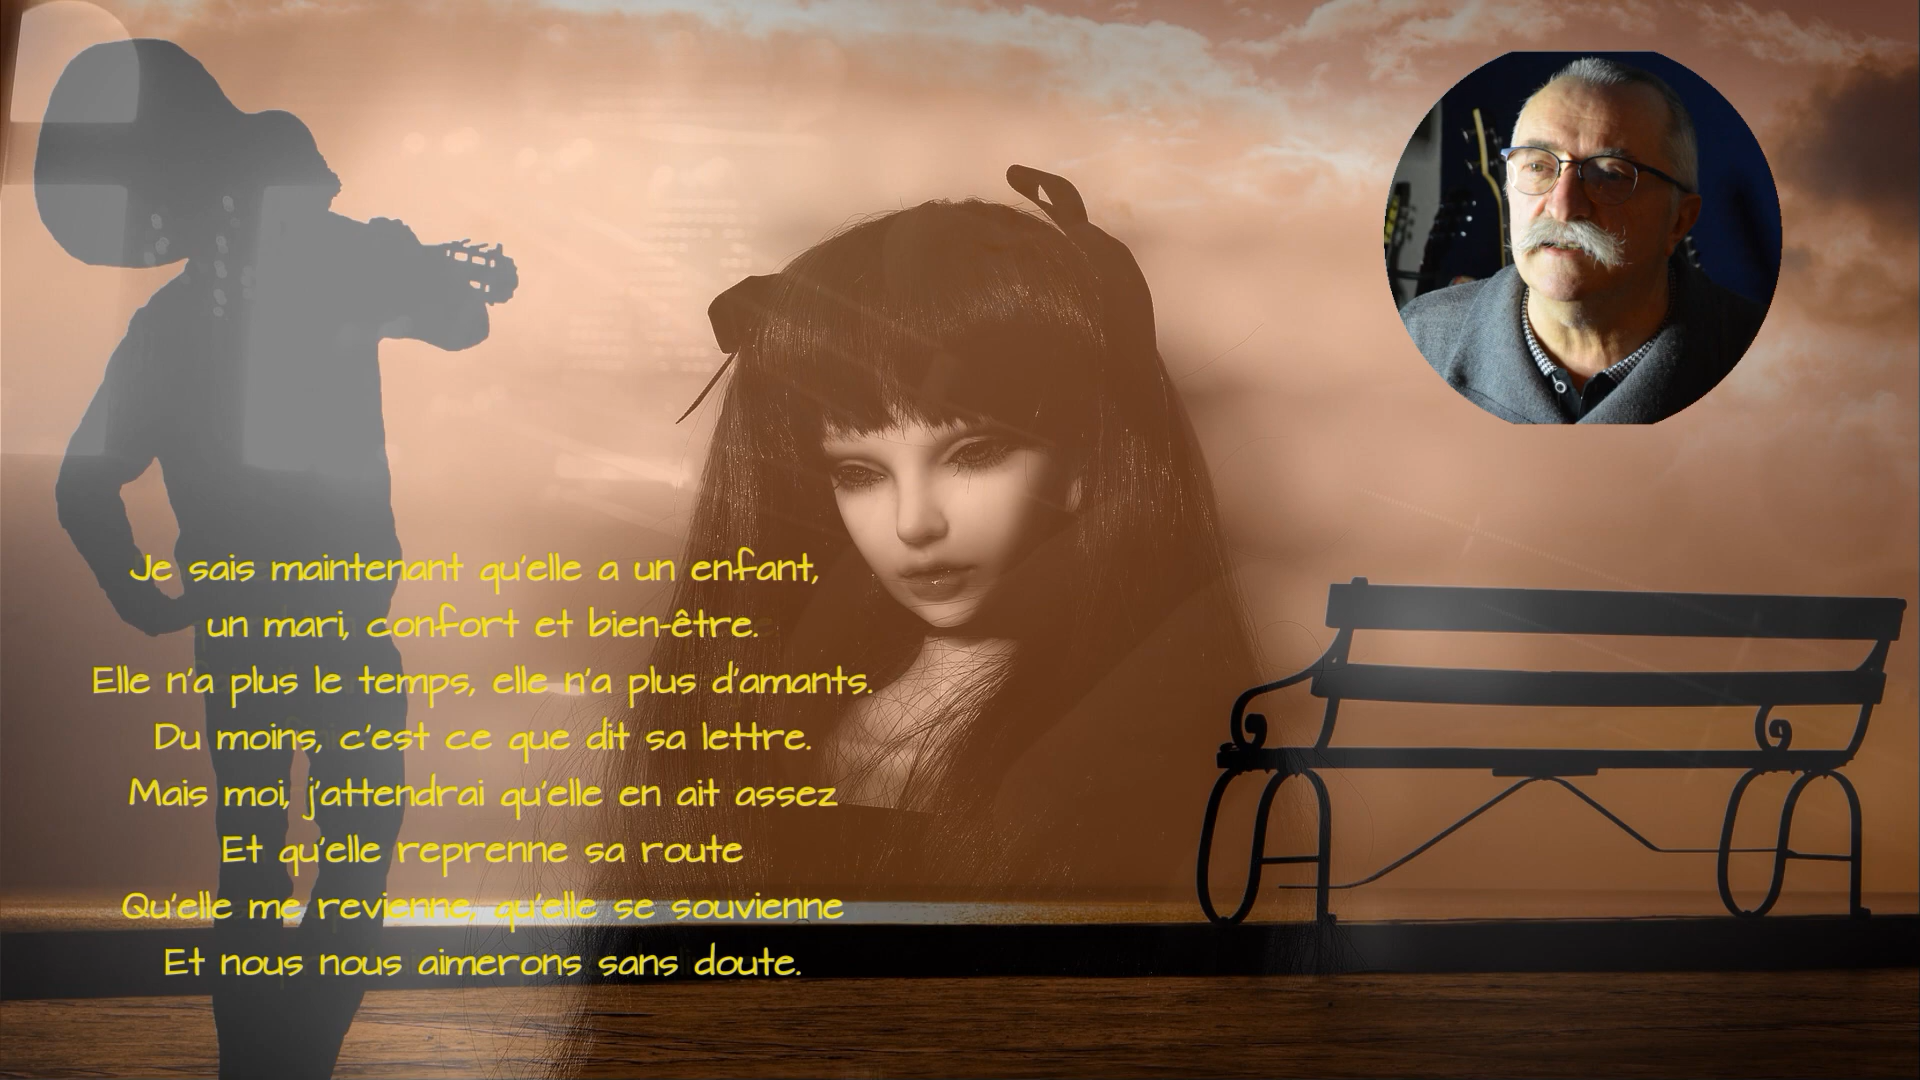 Je sais maintenant qu'elle a un enfant,
un mari, confort et bien-être.
Elle n'a plus le temps, elle n'a plus d'amants.
Du moins, c'est ce que dit sa lettre.
Mais moi, j'attendrai qu'elle en ait assez
Et qu'elle reprenne sa route
Qu'elle me revienne, qu'elle se souvienne
Et nous nous aimerons sans doute.